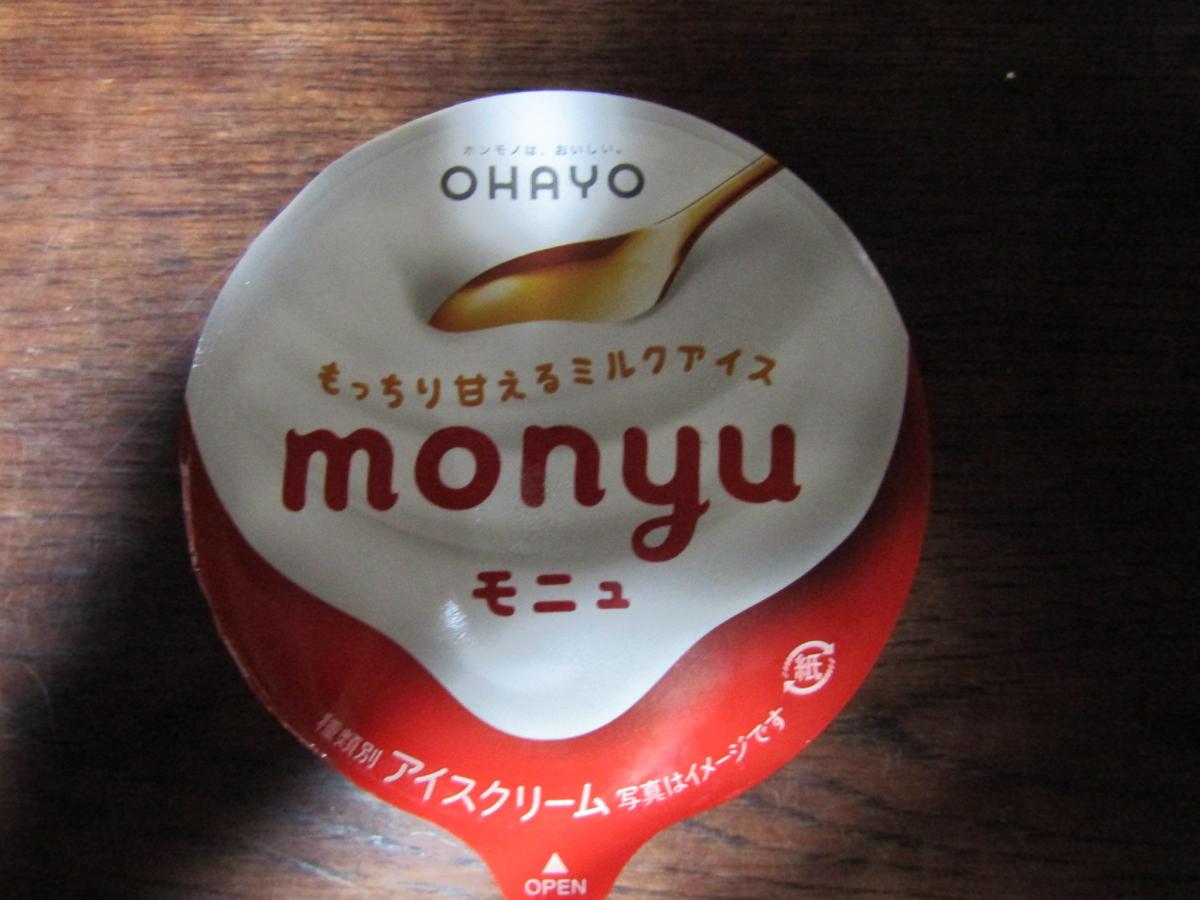 ホンモノは、おいしい。
OHAYO
もっちり甘えるミルクアイス
monyu
モニュ
紙
種類別 アイスクリーム 写真はイメージです
OPEN